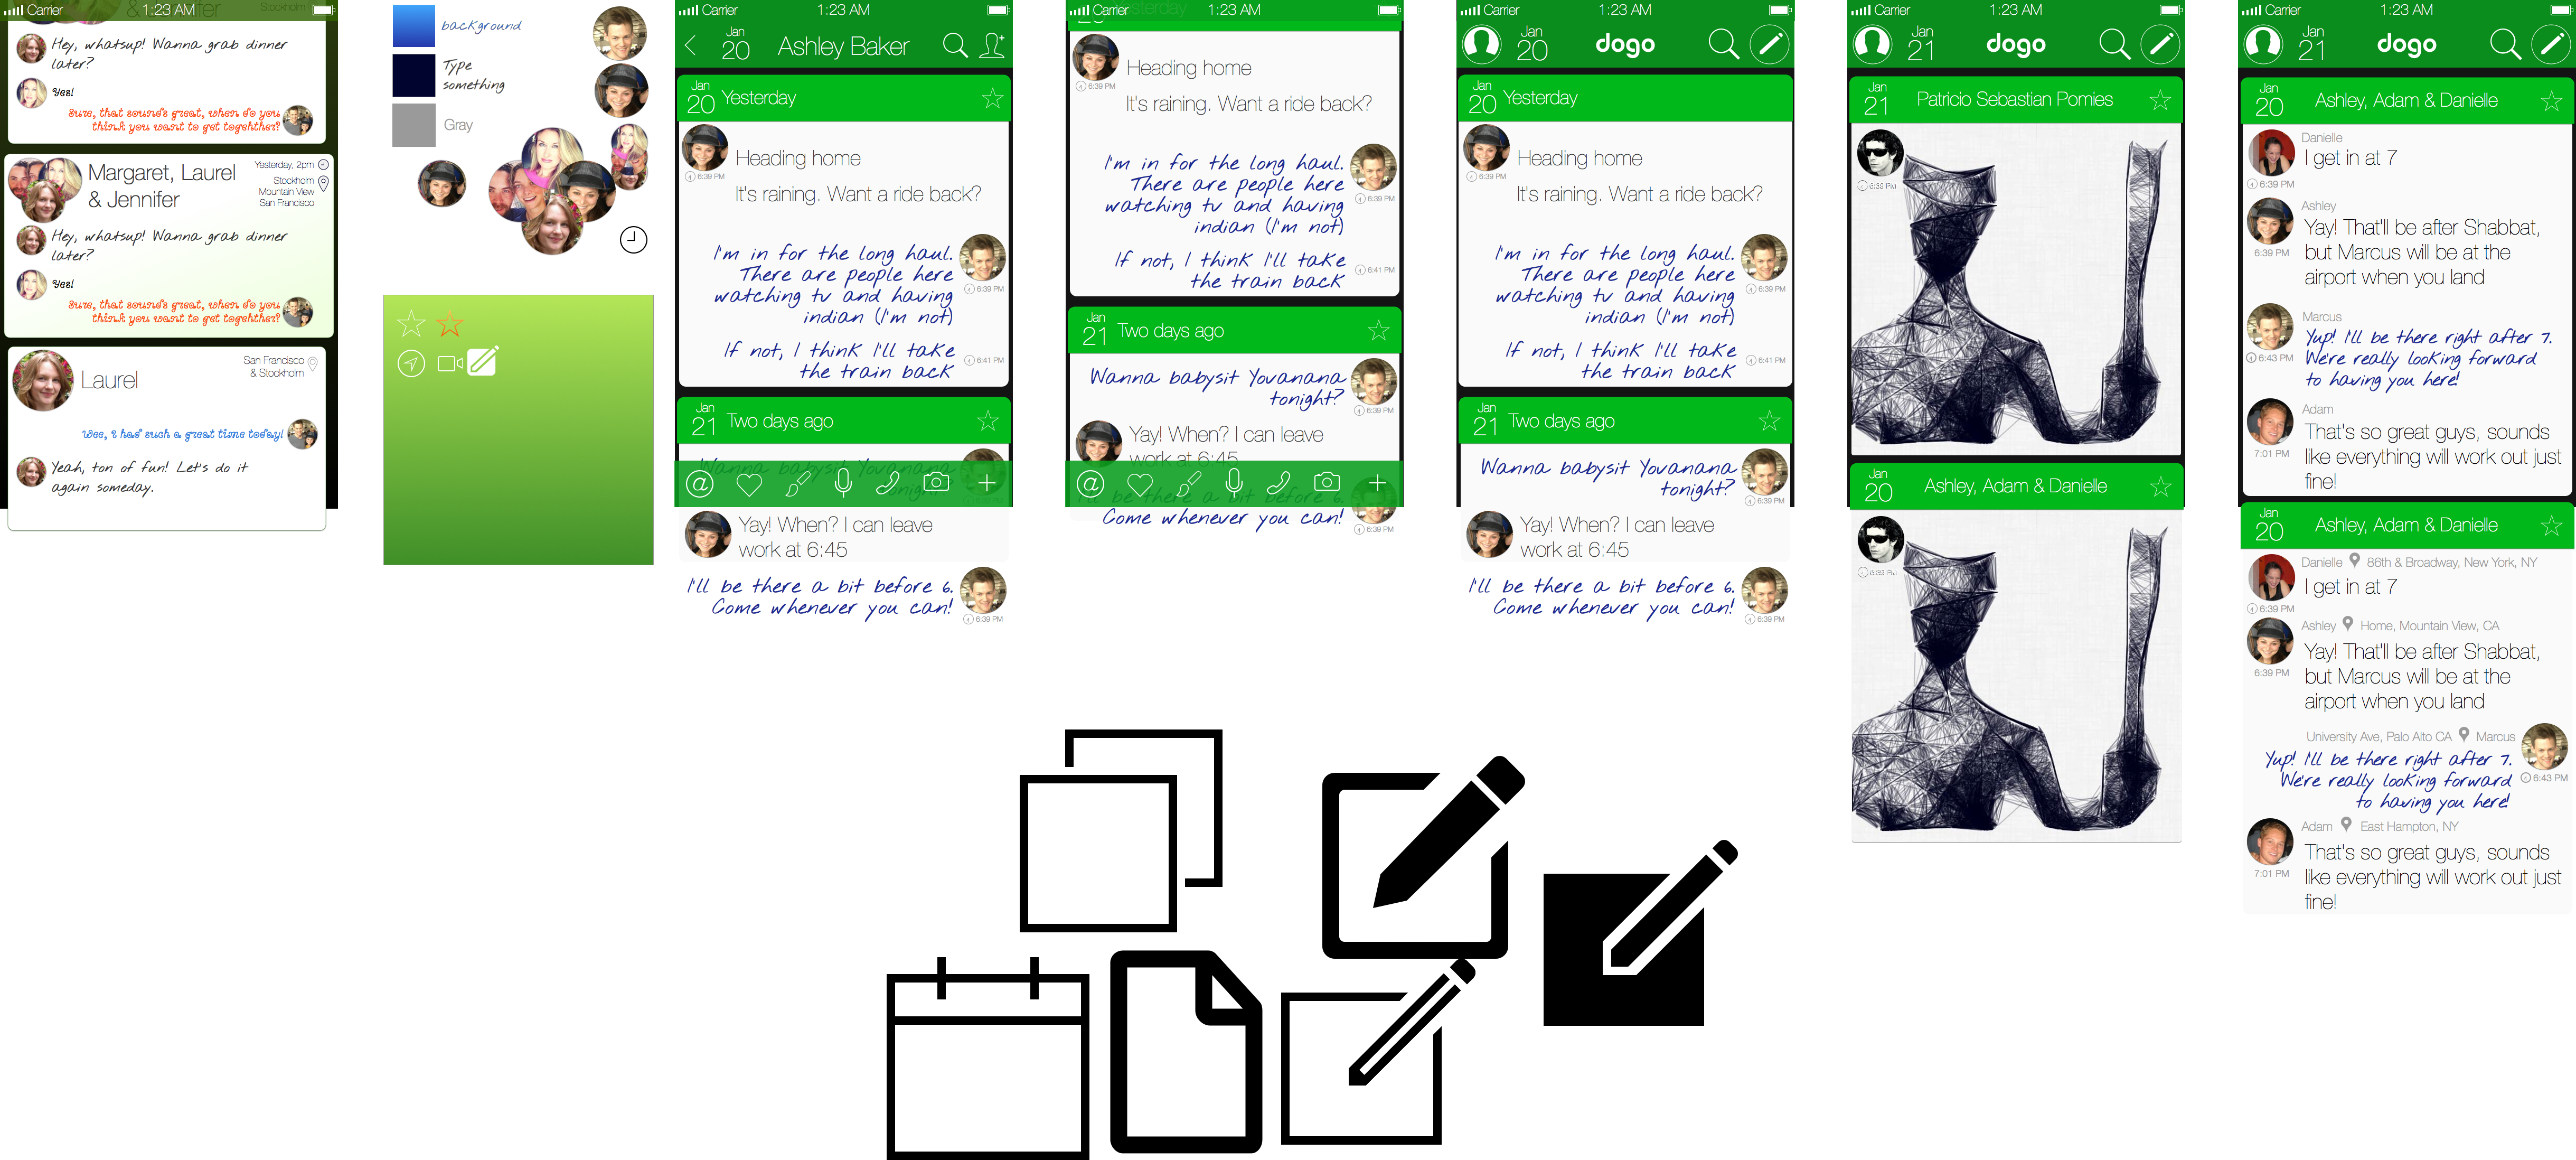 Carrier 1:23 AM
& Jennifer Stockholm
Hey, whatsup! Wanna grab dinner
later?
Yes!
Sure, that sounds great, when do you
think you want to get togehther?
Margaret, Laurel
& Jennifer
Yesterday, 2pm
Stockholm
Mountain View
San Francisco
Hey, whatsup! Wanna grab dinner
later?
Yes!
Sure, that sounds great, when do you
think you want to get togehther?
Laurel
San Francisco
& Stockholm
Wee, I had such a great time today!
Yeah, ton of fun! Let's do it
again someday.
background
Type
something
Gray
Carrier 1:23 AM
Jan
20 Ashley Baker
Jan
20 Yesterday
Heading home
6:39 PM
It's raining. Want a ride back?
I'm in for the long haul.
There are people here
watching tv and having
indian (I'm not)
6:39 PM
If not, I think I'll take
the train back
6:41 PM
Jan
21 Two days ago
Wanna babysit Yovanana
tonight?
@
Yay! When? I can leave
work at 6:45
I'll be there a bit before 6.
Come whenever you can!
6:39 PM
Carrier 1:23 AM
20 Yesterday
Heading home
6:39 PM
It's raining. Want a ride back?
I'm in for the long haul.
There are people here
watching tv and having
indian (I'm not)
6:39 PM
If not, I think I'll take
the train back
6:41 PM
Jan
21 Two days ago
Wanna babysit Yovanana
tonight?
6:39 PM
Yay! When? I can leave
work at 6:45
@
I'll be there a bit before 6.
Come whenever you can!
6:39 PM
Carrier 1:23 AM
Jan
20 dogo
Jan
20 Yesterday
Heading home
6:39 PM
It's raining. Want a ride back?
I'm in for the long haul.
There are people here
watching tv and having
indian (I'm not)
6:39 PM
If not, I think I'll take
the train back
6:41 PM
Jan
21 Two days ago
Wanna babysit Yovanana
tonight?
6:39 PM
Yay! When? I can leave
work at 6:45
I'll be there a bit before 6.
Come whenever you can!
6:39 PM
Carrier 1:23 AM
Jan
21 dogo
Jan
21 Patricio Sebastian Pomies
6:39 PM
Jan
20 Ashley, Adam & Danielle
6:39 PM
Carrier 1:23 AM
Jan
21 dogo
Jan
20 Ashley, Adam & Danielle
Danielle
I get in at 7
6:39 PM
Ashley
Yay! That'll be after Shabbat,
but Marcus will be at the
airport when you land
6:39 PM
Marcus
Yup! I'll be there right after 7.
We're really looking forward
to having you here!
6:43 PM
Adam
That's so great guys, sounds
like everything will work out just
fine!
7:01 PM
Jan
20 Ashley, Adam & Danielle
Danielle 86th & Broadway, New York, NY
I get in at 7
6:39 PM
Ashley Home, Mountain View, CA
Yay! That'll be after Shabbat,
but Marcus will be at the
airport when you land
6:39 PM
University Ave, Palo Alto CA Marcus
Yup! I'll be there right after 7.
We're really looking forward
to having you here!
6:43 PM
Adam East Hampton, NY
That's so great guys, sounds
like everything will work out just
fine!
7:01 PM